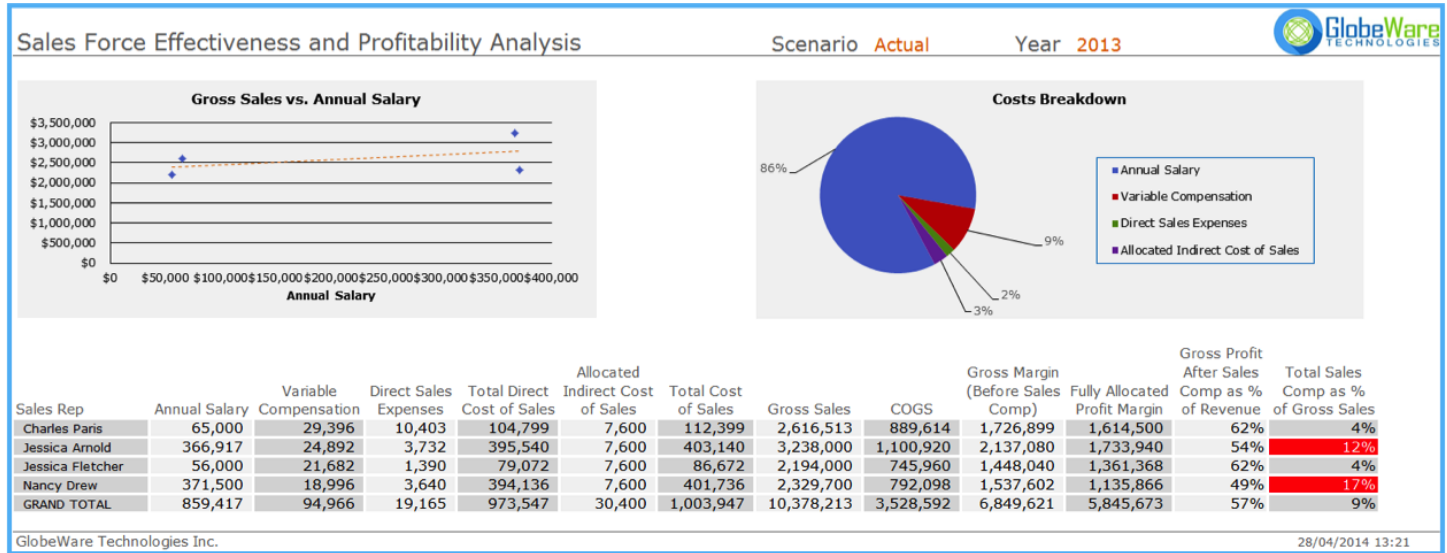 Sales Force Effectiveness and Profitability Analysis Scenario Actual Year 2013 GlobeWare
TECHNOLOGIES
Gross Sales vs. Annual Salary
$3,500,000
$3,000,000
$2,500,000
$2,000,000
$1,500,000
$1,000,000
$500,000
$0
$0 $50,000 $100,000 $150,000 $200,000 $250,000 $300,000 $350,000 $400,000
Annual Salary
Costs Breakdown
86%
9%
2%
3%
Annual Salary
Variable Compensation
Direct Sales Expenses
Allocated Indirect Cost of Sales
Gross Profit
Allocated Gross Margin After Sales Total Sales
Variable Direct Sales Total Direct Indirect Cost Total Cost (Before Sales Fully Allocated Comp as % Comp as %
Sales Rep Annual Salary Compensation Expenses Cost of Sales of Sales of Sales Gross Sales COGS Comp) Profit Margin of Revenue of Gross Sales
Charles Paris 65,000 29,396 10,403 104,799 7,600 112,399 2,616,513 889,614 1,726,899 1,614,500 62% 4%
Jessica Arnold 366,917 24,892 3,732 395,540 7,600 403,140 3,238,000 1,100,920 2,137,080 1,733,940 54% 12%
Jessica Fletcher 56,000 21,682 1,390 79,072 7,600 86,672 2,194,000 745,960 1,448,040 1,361,368 62% 4%
Nancy Drew 371,500 18,996 3,640 394,136 7,600 401,736 2,329,700 792,098 1,537,602 1,135,866 49% 17%
GRAND TOTAL 859,417 94,966 19,165 973,547 30,400 1,003,947 10,378,213 3,528,592 6,849,621 5,845,673 57% 9%
GlobeWare Technologies Inc. 28/04/2014 13:21